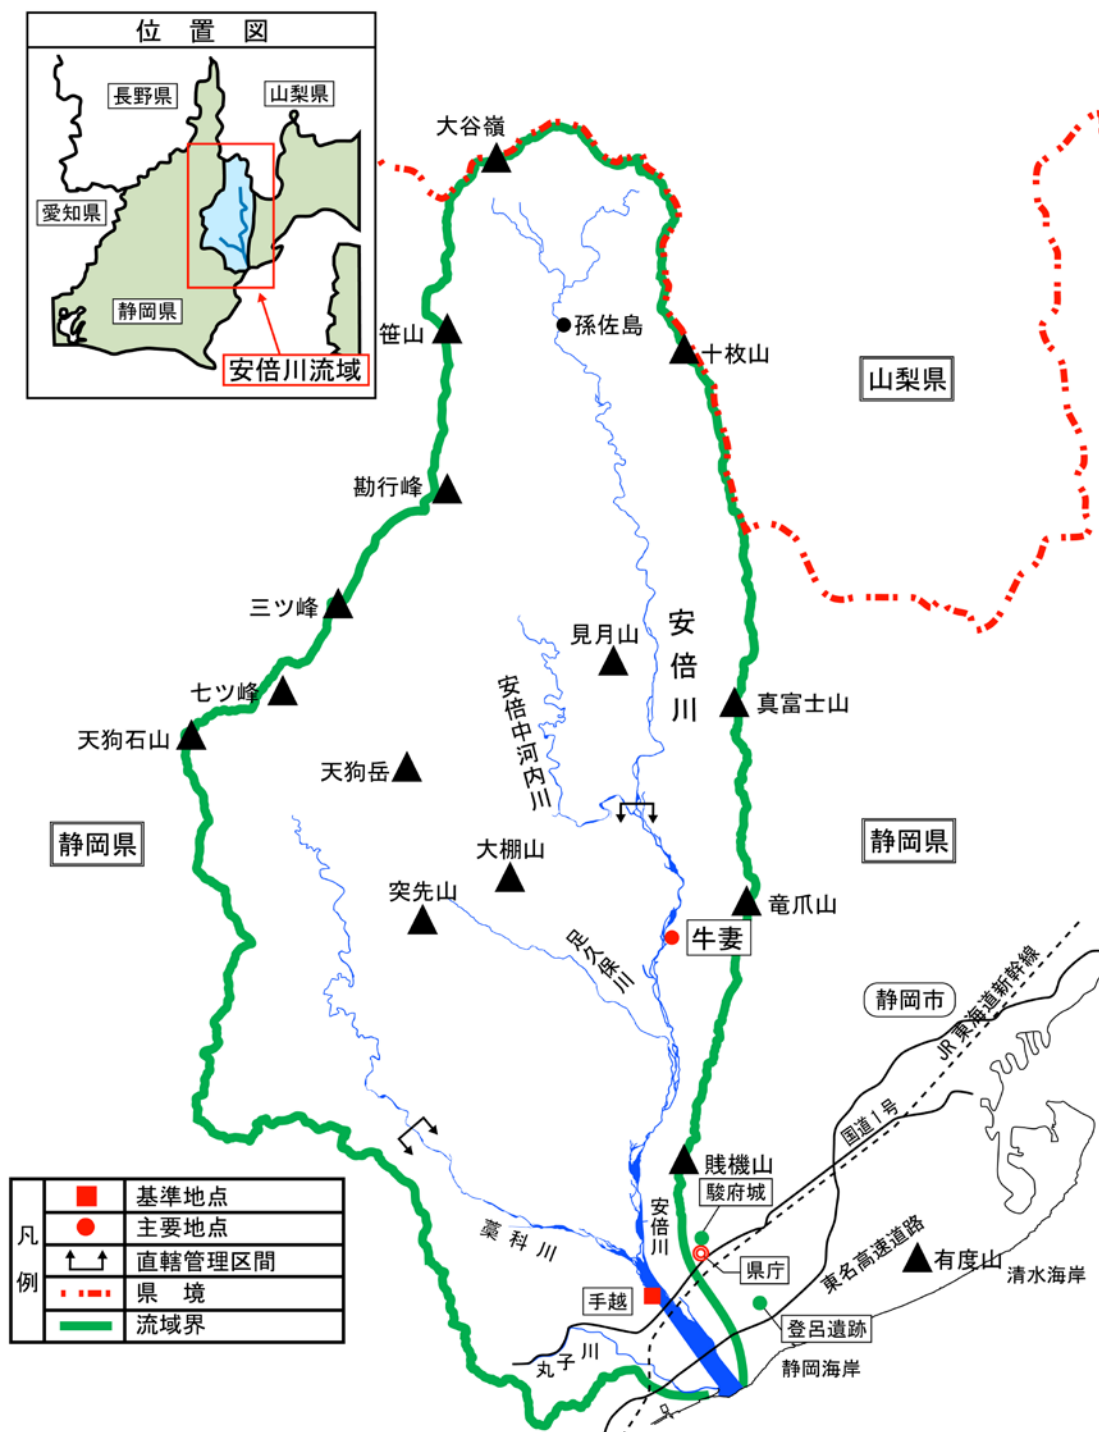 位置図
長野県
山梨県
愛知県
静岡県
安倍川流域
大谷嶺
笹山
孫佐島
十枚山
山梨県
勘行峰
三ツ峰
見月山
安倍川
七ツ峰
安倍中河内川
真富士山
天狗石山
天狗岳
静岡県
静岡県
大棚山
突先山
竜爪山
足久保川
牛妻
静岡市
JR東海道新幹線
国道1号
賎機山
駿府城
安倍川
藁科川
県庁
東名高速道路
有度山
清水海岸
手越
登呂遺跡
丸子川
静岡海岸
凡例
基準地点
主要地点
直轄管理区間
県境
流域界